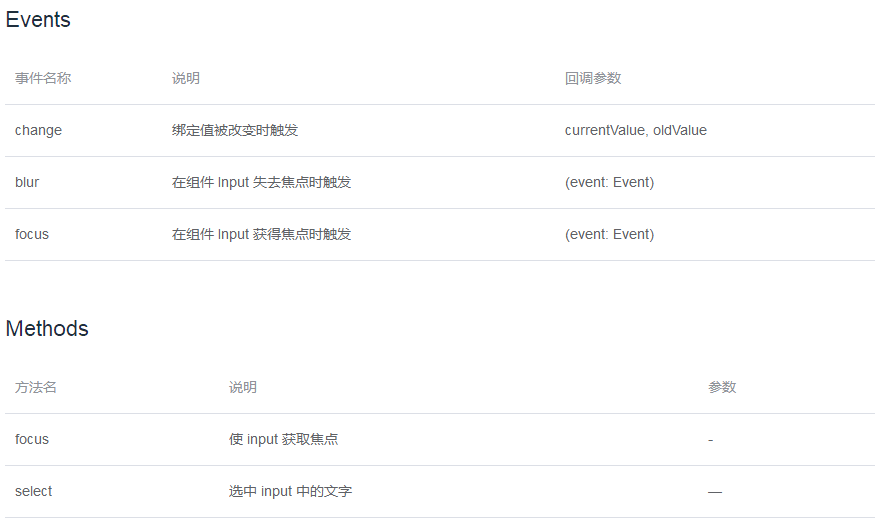 Events
事件名称 说明 回调参数
change 绑定值被改变时触发 currentValue, oldValue
blur 在组件 Input 失去焦点时触发 (event: Event)
focus 在组件 Input 获得焦点时触发 (event: Event)
Methods
方法名 说明 参数
focus 使 input 获取焦点 -
select 选中 input 中的文字 —